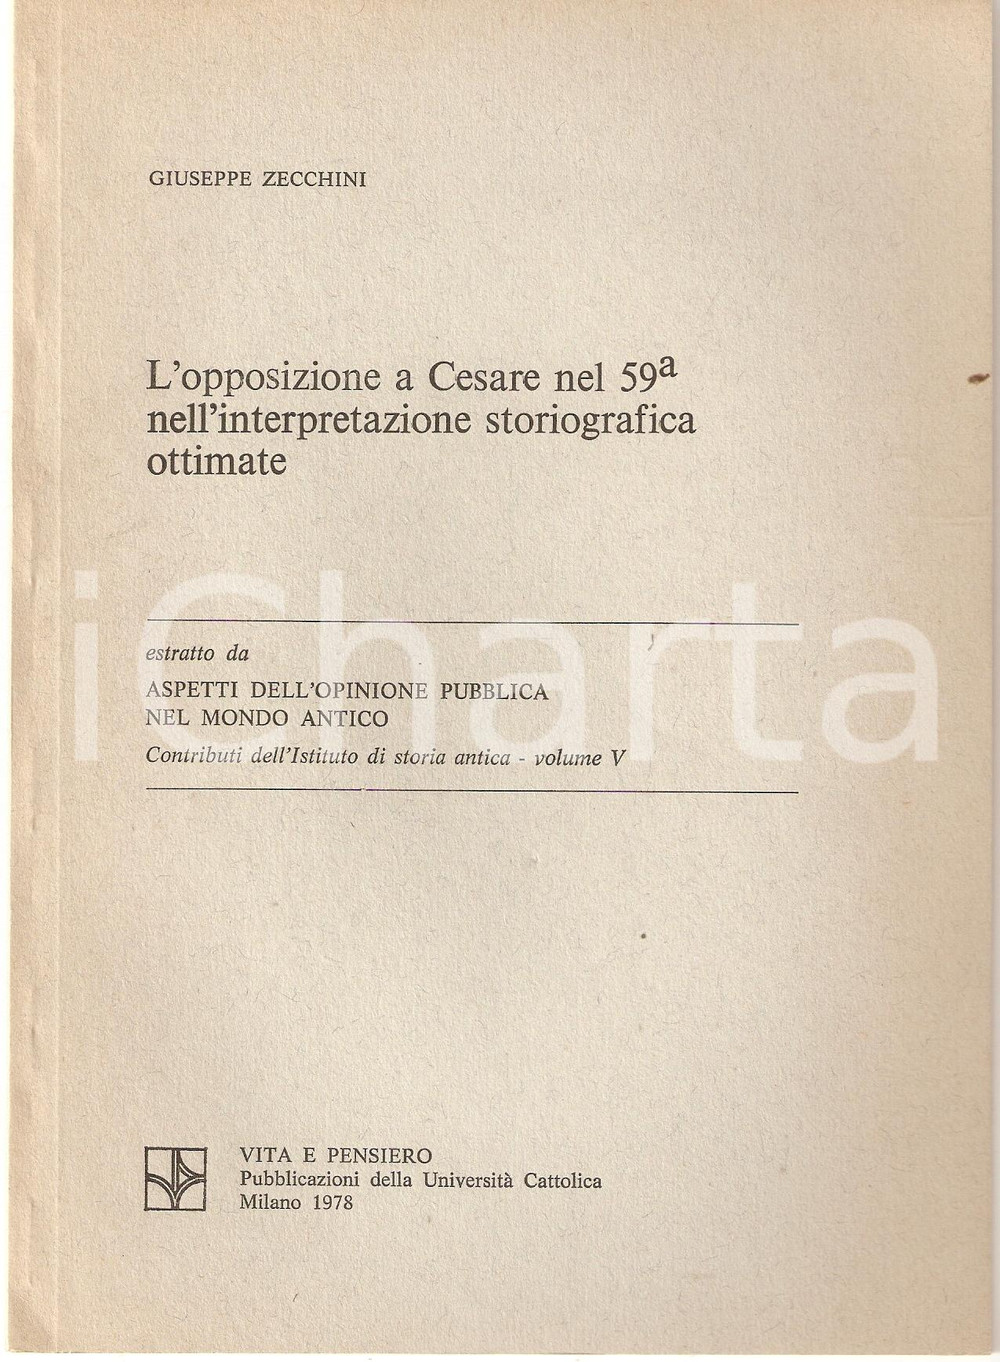 GIUSEPPE ZECCHINI
L'opposizione a Cesare nel 59ª
nell'interpretazione storiografica
ottimate
iCharta
estratto da
ASPETTI DELL'OPINIONE PUBBLICA
NEL MONDO ANTICO
Contributi dell'Istituto di storia antica - volume V
VITA E PENSIERO
Pubblicazioni della Università Cattolica
Milano 1978